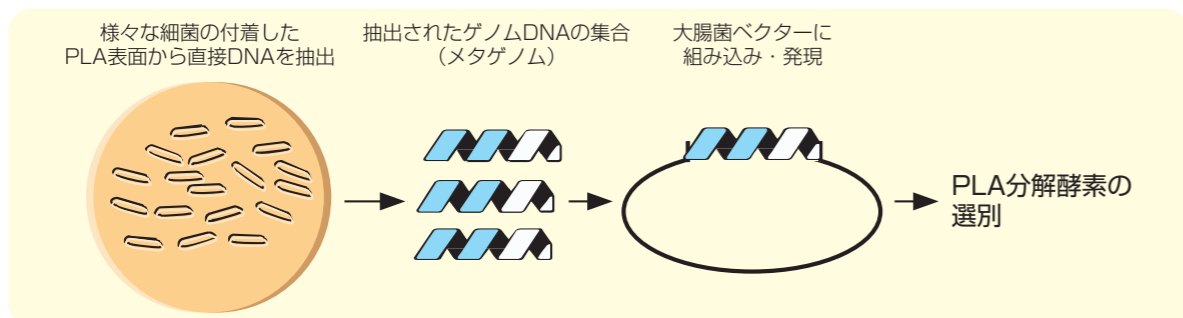 様々な細菌の付着した
PLA表面から直接DNAを抽出
抽出されたゲノムDNAの集合
（メタゲノム）
大腸菌ベクターに
組み込み・発現
PLA分解酵素の
選別